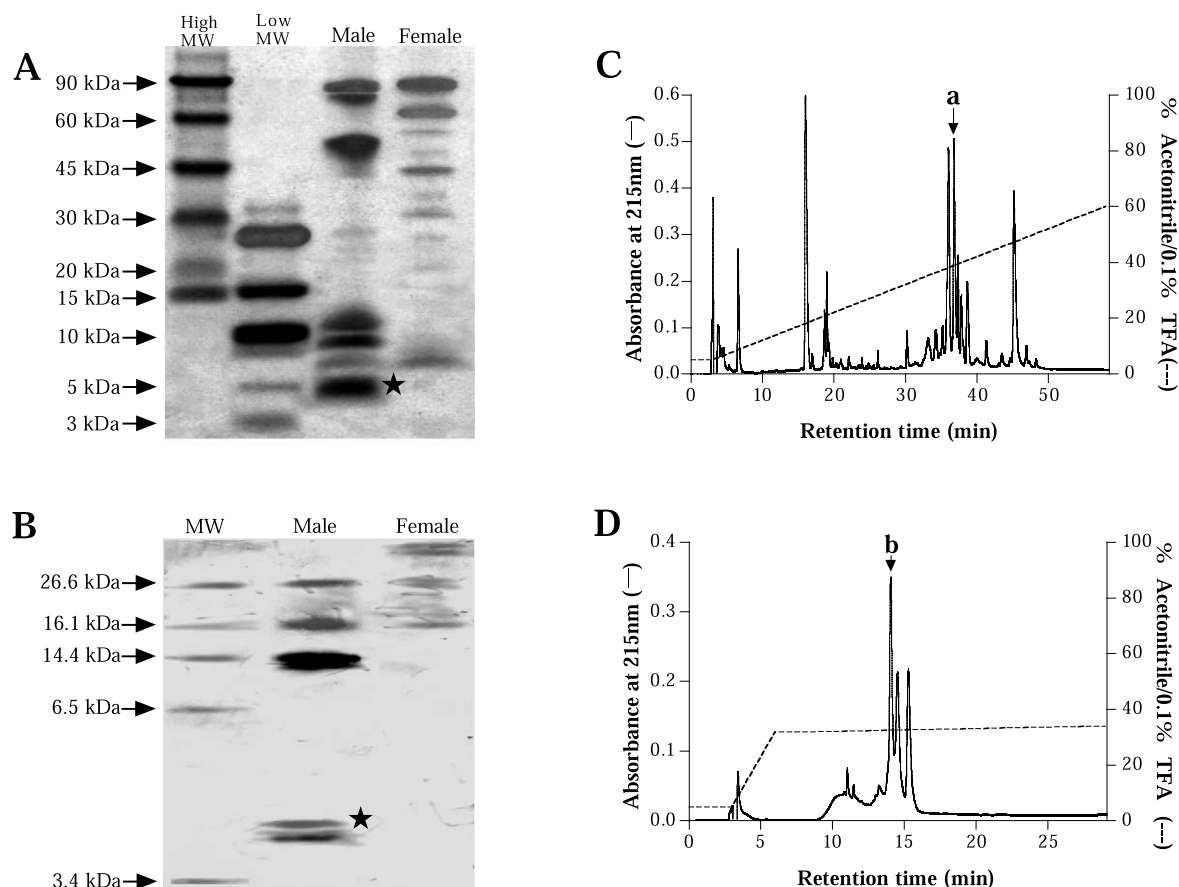 A
High MW
Low MW
Male
Female
90 kDa
60 kDa
45 kDa
30 kDa
20 kDa
15 kDa
10 kDa
5 kDa
3 kDa
B
MW
Male
Female
26.6 kDa
16.1 kDa
14.4 kDa
6.5 kDa
3.4 kDa
C
a
Absorbance at 215nm (—)
0.6
0.5
0.4
0.3
0.2
0.1
0.0
0 10 20 30 40 50
Retention time (min)
100
80
60
40
20
0
% Acetonitrile/0.1% TFA(---)
D
b
Absorbance at 215nm (—)
0.4
0.3
0.2
0.1
0.0
0 5 10 15 20 25
Retention time (min)
100
80
60
40
20
0
% Acetonitrile/0.1% TFA (---)